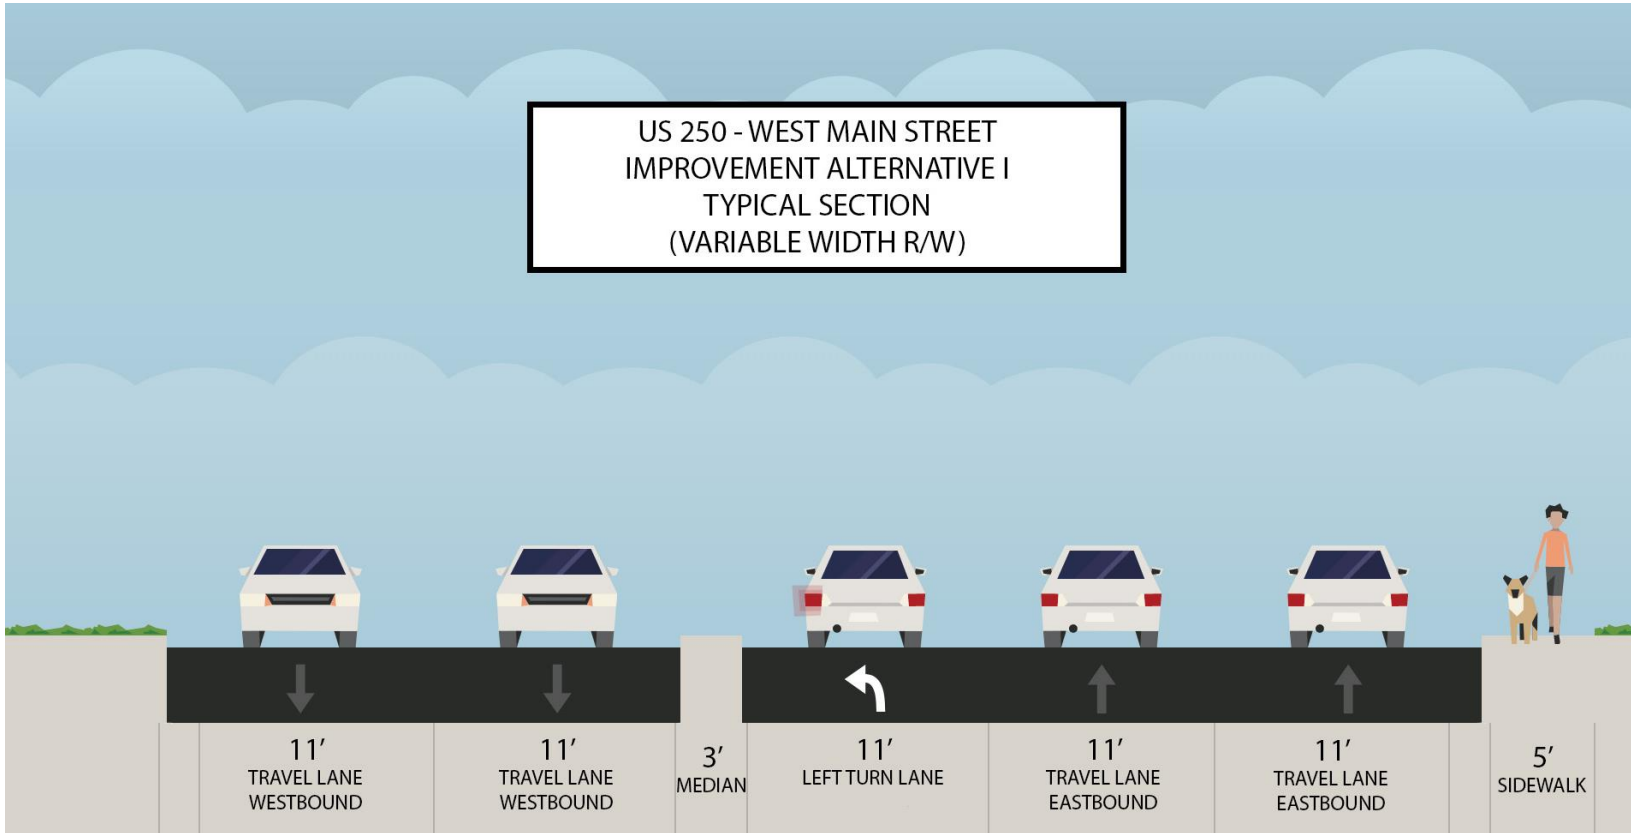 US 250 - WEST MAIN STREET
IMPROVEMENT ALTERNATIVE I
TYPICAL SECTION
(VARIABLE WIDTH R/W)
11'
TRAVEL LANE
WESTBOUND
11'
TRAVEL LANE
WESTBOUND
3'
MEDIAN
11'
LEFT TURN LANE
11'
TRAVEL LANE
EASTBOUND
11'
TRAVEL LANE
EASTBOUND
5'
SIDEWALK